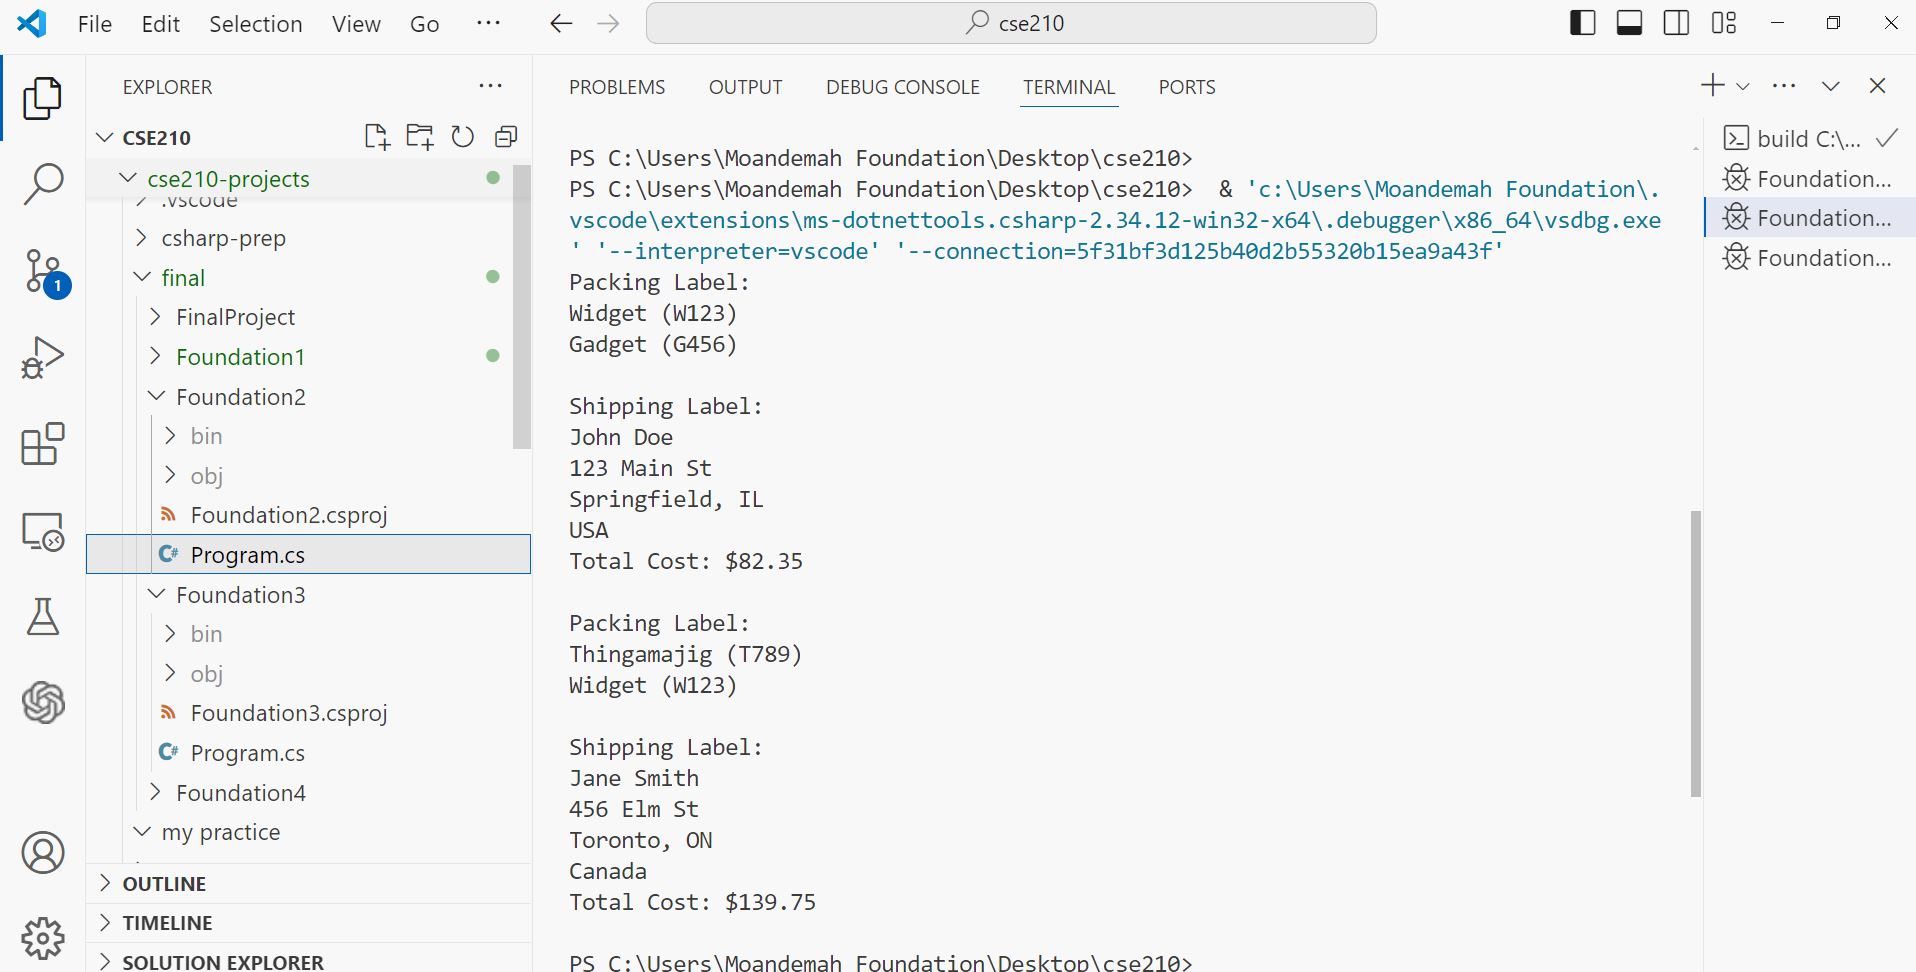 File Edit Selection View Go ···
cse210
EXPLORER
CSE210
cse210-projects
.vscode
csharp-prep
final
FinalProject
Foundation1
Foundation2
bin
obj
Foundation2.csproj
C# Program.cs
Foundation3
bin
obj
Foundation3.csproj
C# Program.cs
Foundation4
my practice
OUTLINE
TIMELINE
SOLUTION EXPLORER
1
PROBLEMS OUTPUT DEBUG CONSOLE TERMINAL PORTS
PS C:\Users\Moandemah Foundation\Desktop\cse210>
PS C:\Users\Moandemah Foundation\Desktop\cse210>  & 'c:\Users\Moandemah Foundation\.
vscode\extensions\ms-dotnettools.csharp-2.34.12-win32-x64\.debugger\x86_64\vsdbg.exe
' '--interpreter=vscode' '--connection=5f31bf3d125b40d2b55320b15ea9a43f'
Packing Label:
Widget (W123)
Gadget (G456)
Shipping Label:
John Doe
123 Main St
Springfield, IL
USA
Total Cost: $82.35
Packing Label:
Thingamajig (T789)
Widget (W123)
Shipping Label:
Jane Smith
456 Elm St
Toronto, ON
Canada
Total Cost: $139.75
PS C:\Users\Moandemah Foundation\Desktop\cse210>
build C:\...
Foundation...
Foundation...
Foundation...